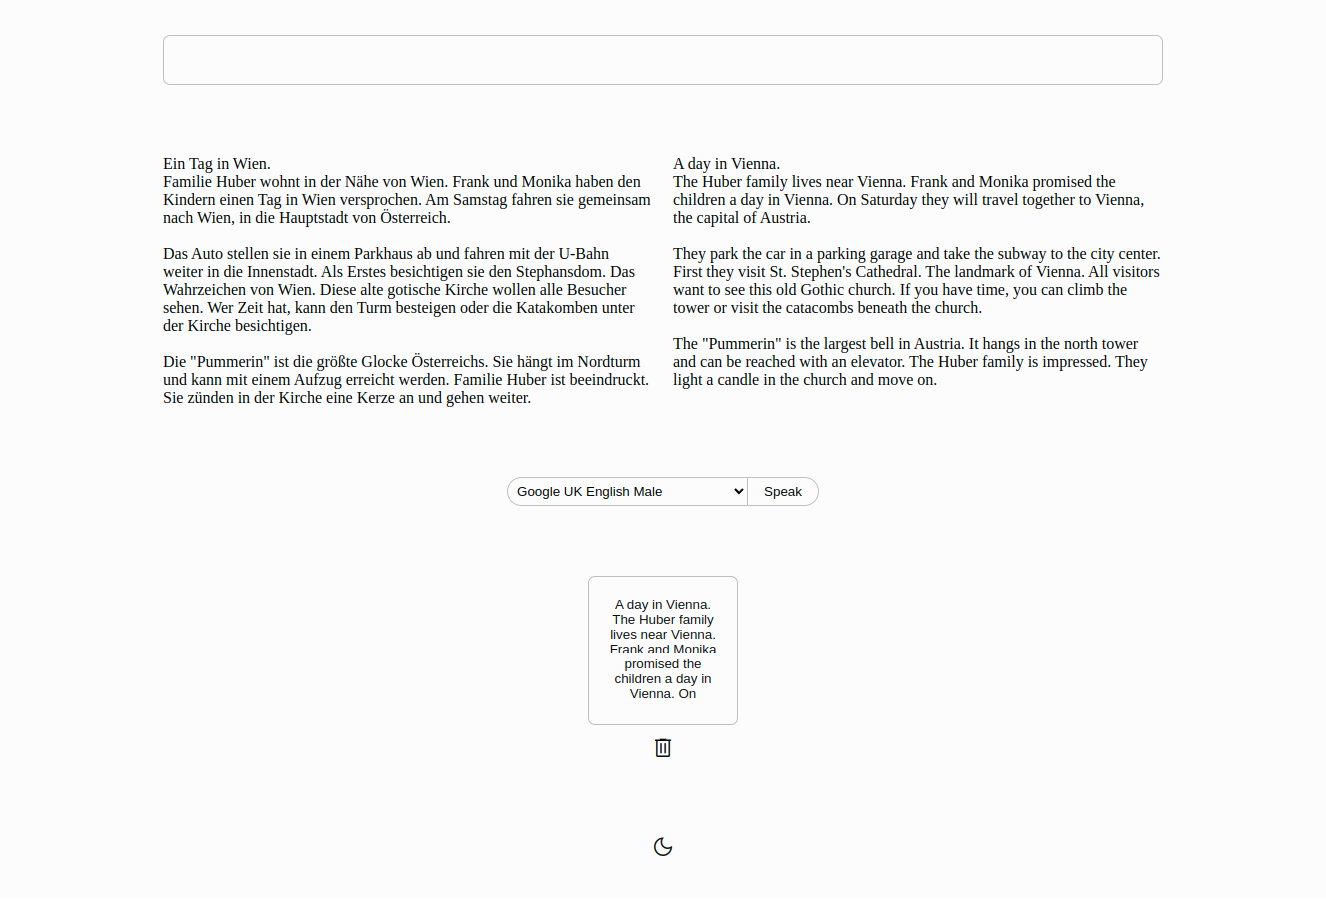 Ein Tag in Wien.
Familie Huber wohnt in der Nähe von Wien. Frank und Monika haben den
Kindern einen Tag in Wien versprochen. Am Samstag fahren sie gemeinsam
nach Wien, in die Hauptstadt von Österreich.
Das Auto stellen sie in einem Parkhaus ab und fahren mit der U-Bahn
weiter in die Innenstadt. Als Erstes besichtigen sie den Stephansdom. Das
Wahrzeichen von Wien. Diese alte gotische Kirche wollen alle Besucher
sehen. Wer Zeit hat, kann den Turm besteigen oder die Katakomben unter
der Kirche besichtigen.
Die "Pummerin" ist die größte Glocke Österreichs. Sie hängt im Nordturm
und kann mit einem Aufzug erreicht werden. Familie Huber ist beeindruckt.
Sie zünden in der Kirche eine Kerze an und gehen weiter.
A day in Vienna.
The Huber family lives near Vienna. Frank and Monika promised the
children a day in Vienna. On Saturday they will travel together to Vienna,
the capital of Austria.
They park the car in a parking garage and take the subway to the city center.
First they visit St. Stephen's Cathedral. The landmark of Vienna. All visitors
want to see this old Gothic church. If you have time, you can climb the
tower or visit the catacombs beneath the church.
The "Pummerin" is the largest bell in Austria. It hangs in the north tower
and can be reached with an elevator. The Huber family is impressed. They
light a candle in the church and move on.
Google UK English Male
Speak
A day in Vienna.
The Huber family
lives near Vienna.
Frank and Monika
promised the
children a day in
Vienna. On